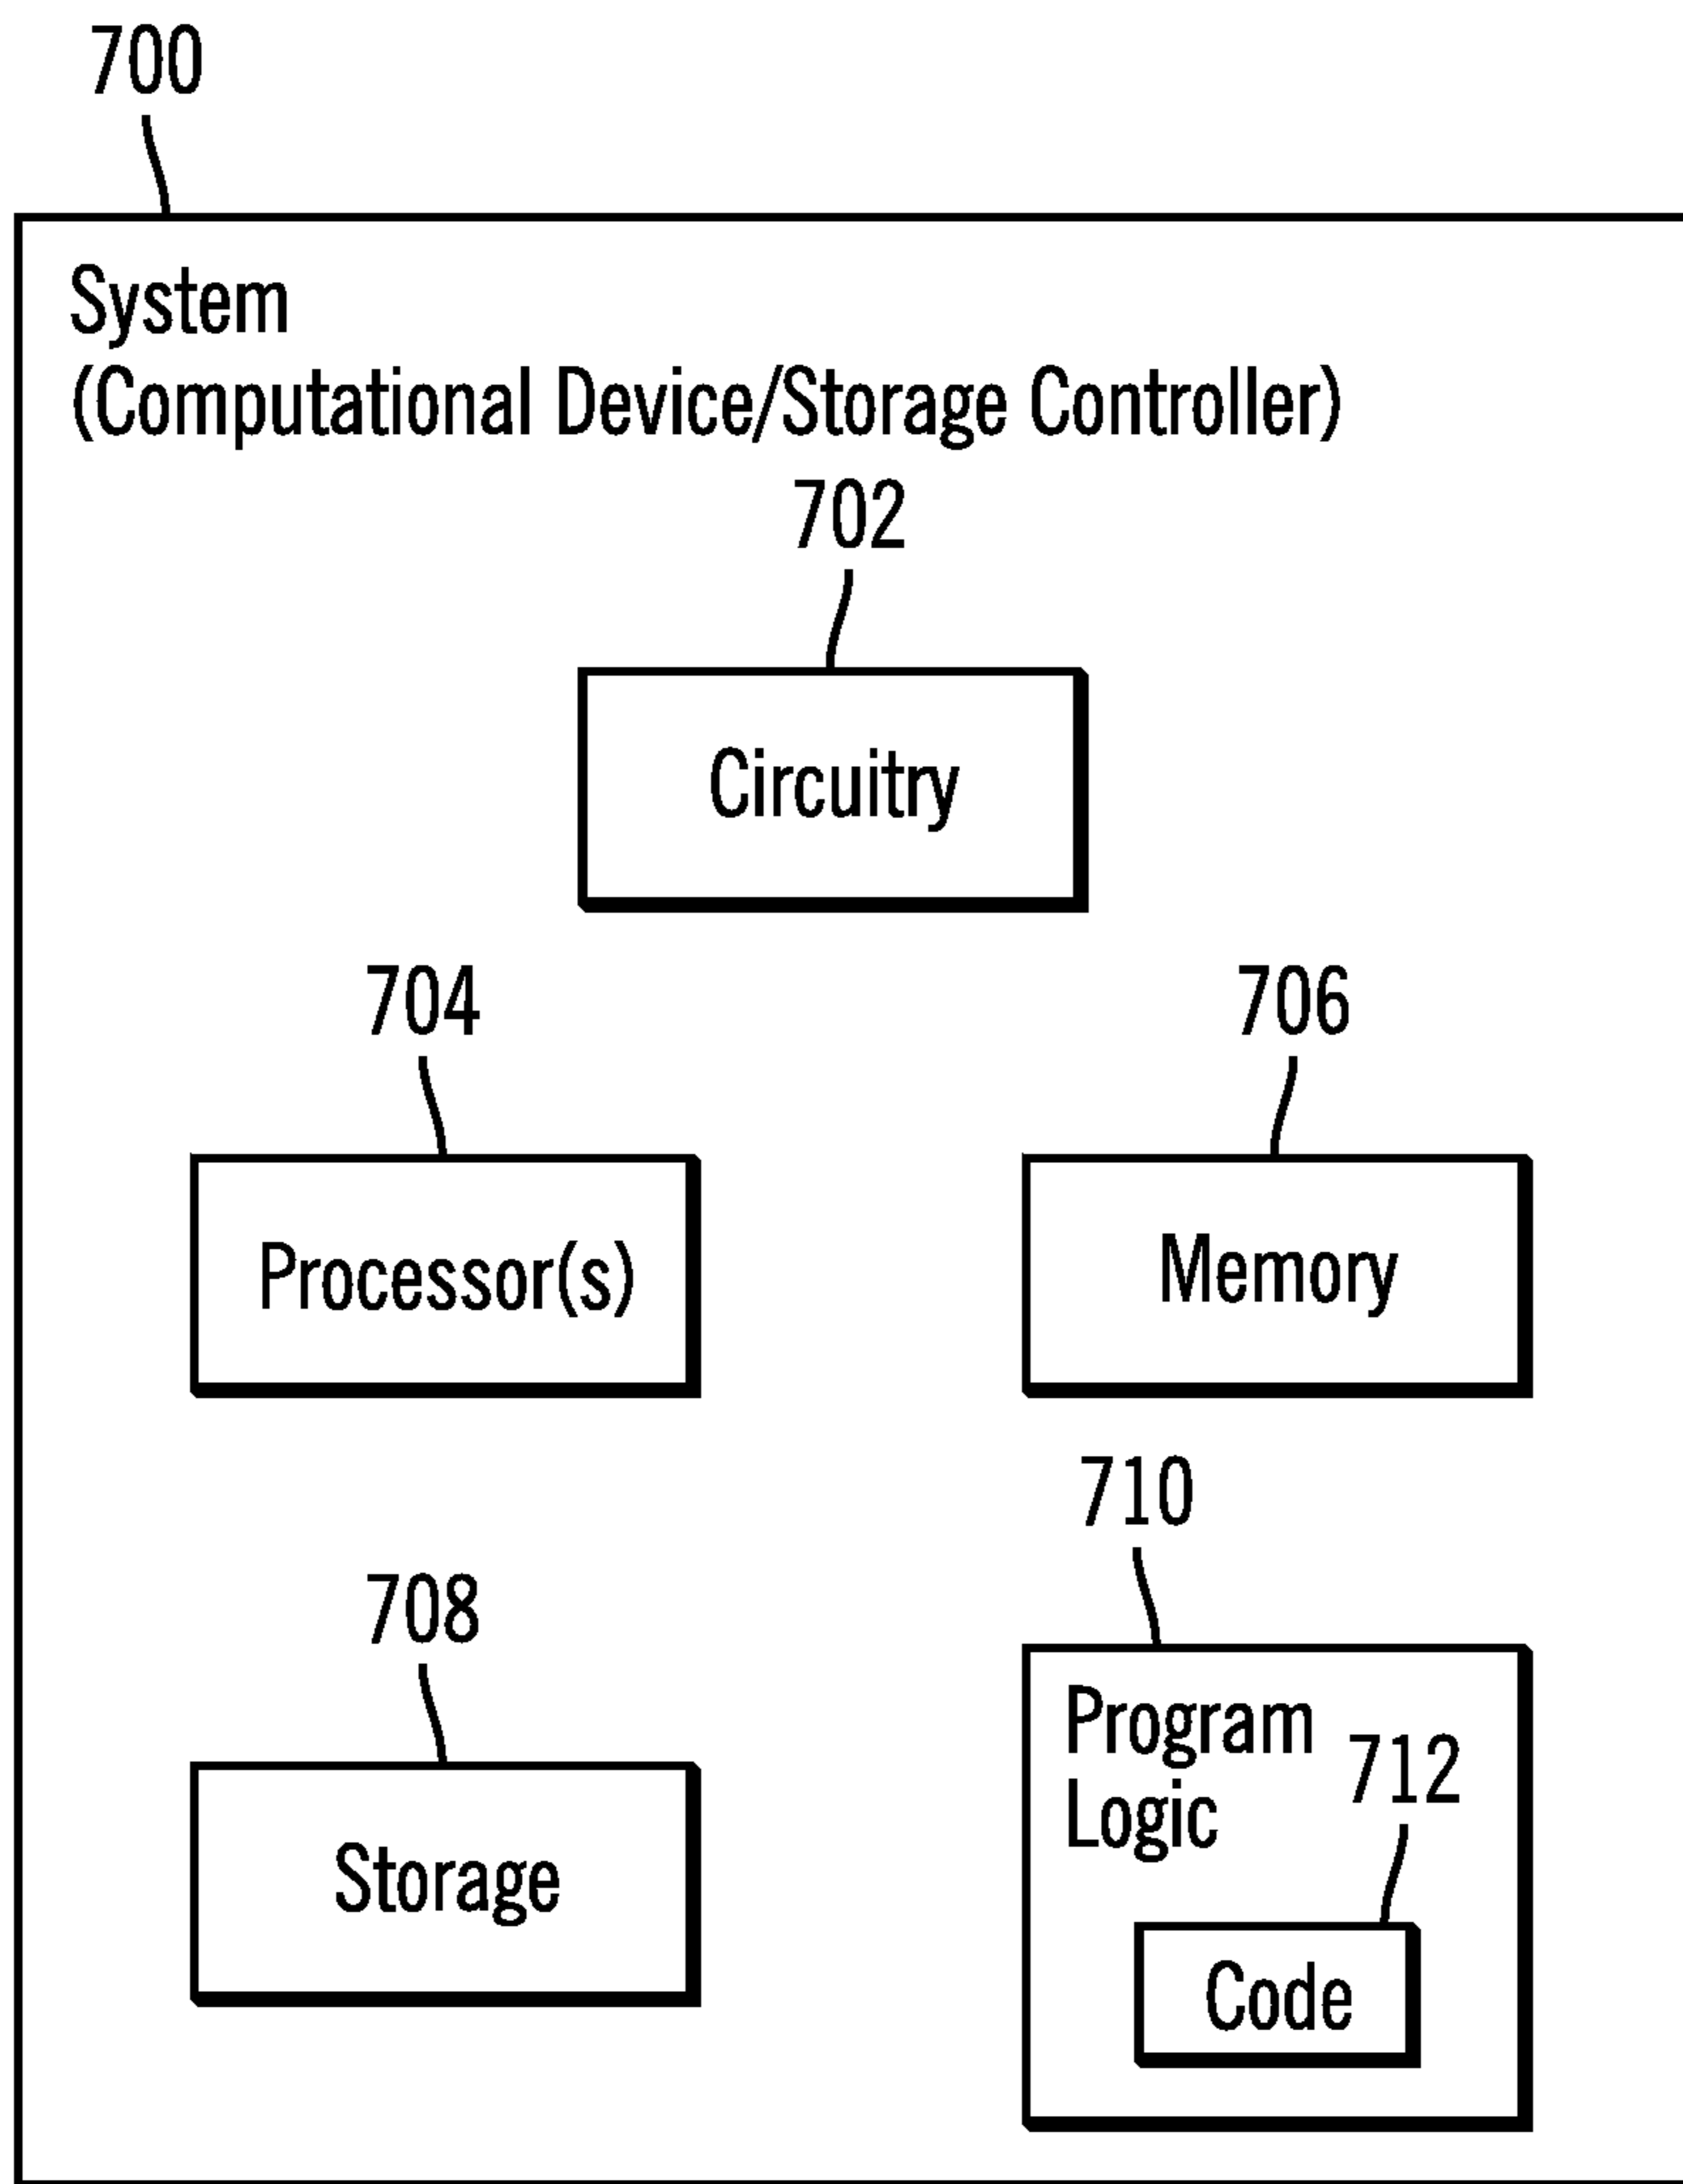 700
System
(Computational Device/Storage Controller)
702
Circuitry
704
706
Processor(s)
Memory
710
708
Program
Logic
712
Storage
Code